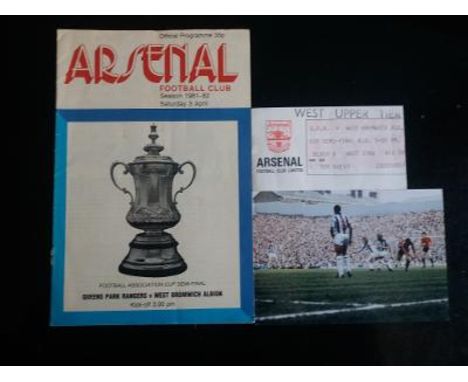 Official Programme 35p
ARSENAL
FOOTBALL CLUB
Season 1981-82
Saturday 3 April
FOOTBALL ASSOCIATION CUP SEMI-FINAL
QUEENS PARK RANGERS v WEST BROMWICH ALBION
Kick-off 3.00 pm
WEST UPPER TIER
ARSENAL
FOOTBALL CLUB LIMITED